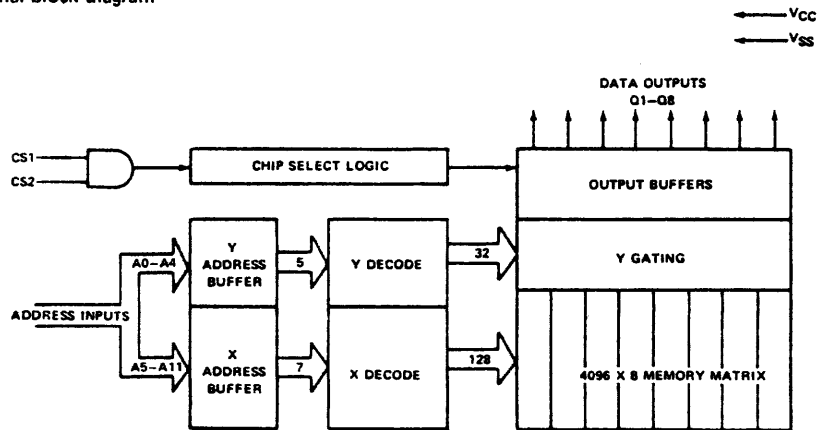 VCC
VSS
DATA OUTPUTS
Q1–Q8
CS1
CS2
CHIP SELECT LOGIC
OUTPUT BUFFERS
A0–A4
Y
ADDRESS
BUFFER
5
Y DECODE
32
Y GATING
ADDRESS INPUTS
A5–A11
X
ADDRESS
BUFFER
7
X DECODE
128
4096 X 8 MEMORY MATRIX